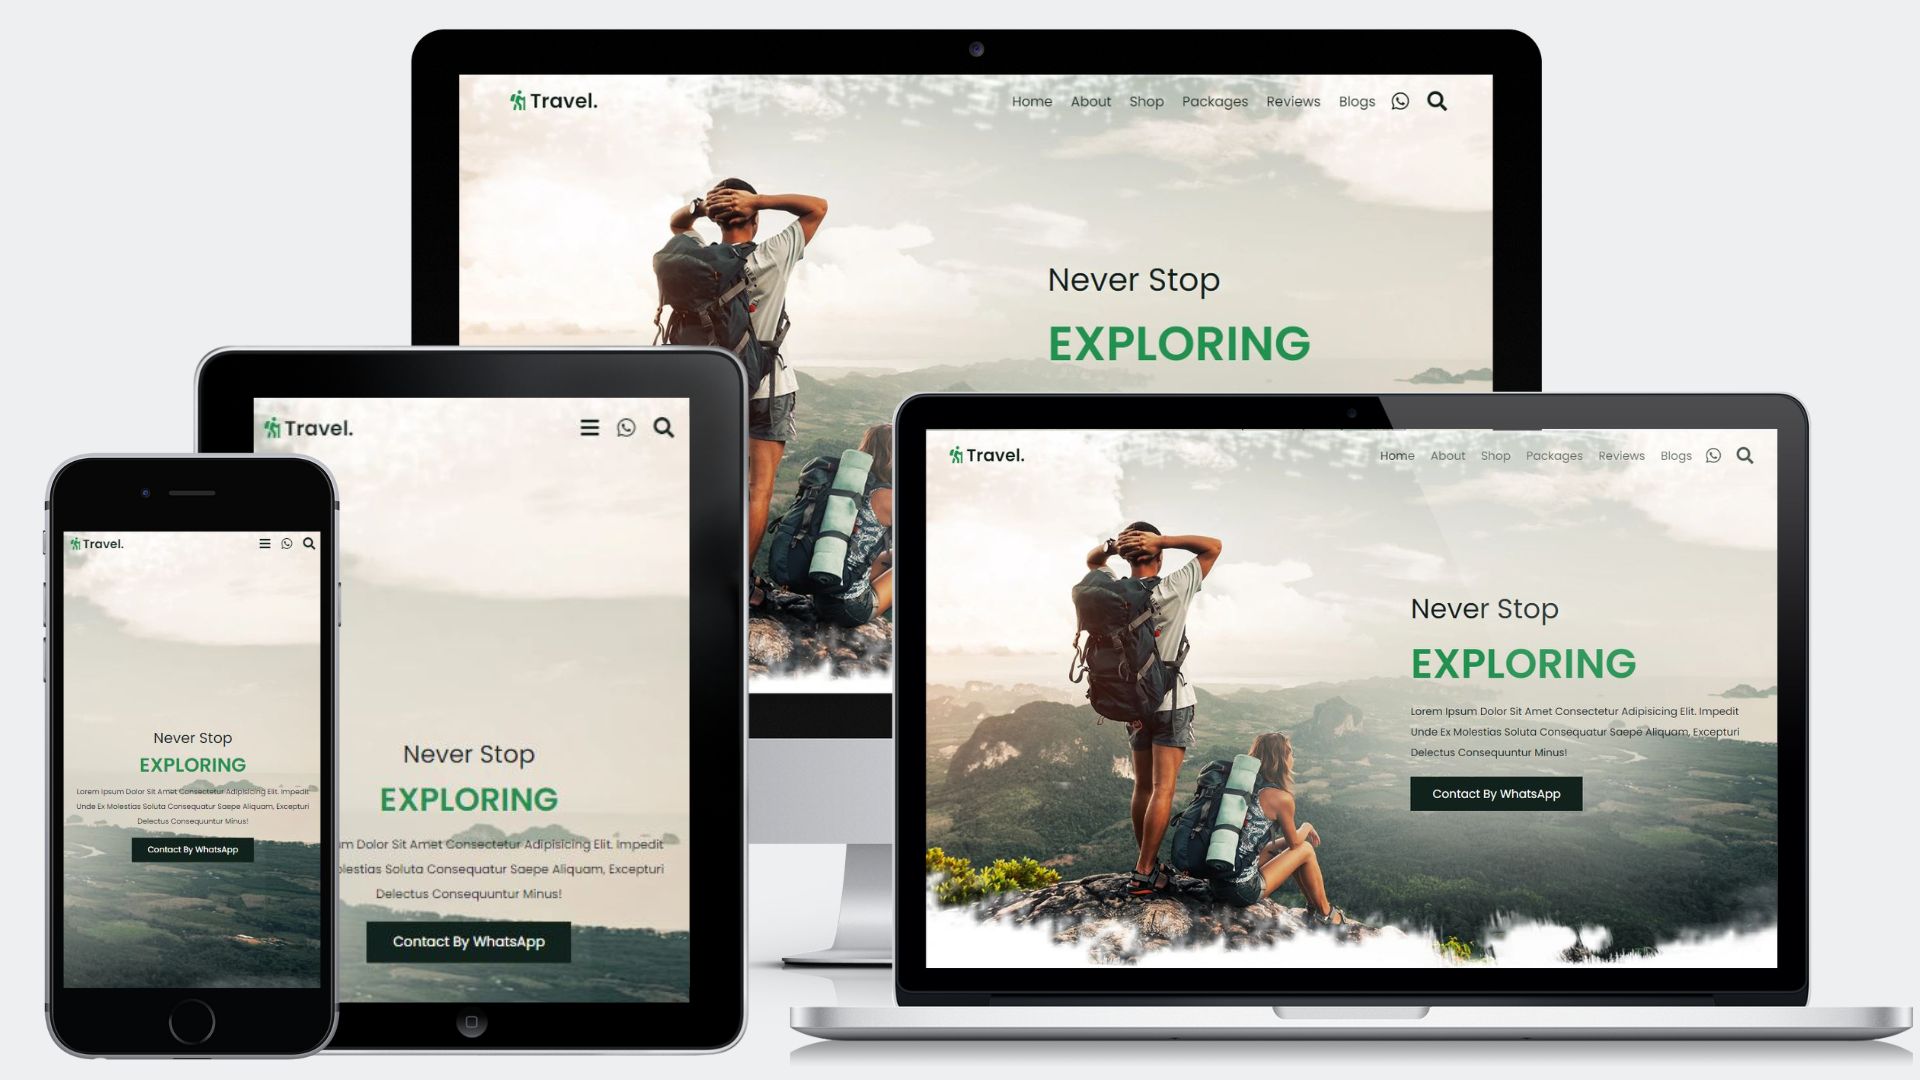 Travel.
Home About Shop Packages Reviews Blogs
Never Stop
EXPLORING
Travel.
Never Stop
EXPLORING
Dolor Sit Amet Consectetur Adipisicing Elit. Impedit
Soluta Consequatur Saepe Aliquam, Excepturi
Delectus Consequuntur Minus!
Contact By WhatsApp
Travel.
Never Stop
EXPLORING
Lorem Ipsum Dolor Sit Amet Consectetur Adipisicing Elit. Impedit
Unde Ex Molestias Soluta Consequatur Saepe Aliquam, Excepturi
Delectus Consequuntur Minus!
Contact By WhatsApp
Travel.
Home About Shop Packages Reviews Blogs
Never Stop
EXPLORING
Lorem Ipsum Dolor Sit Amet Consectetur Adipisicing Elit. Impedit
Unde Ex Molestias Soluta Consequatur Saepe Aliquam, Excepturi
Delectus Consequuntur Minus!
Contact By WhatsApp